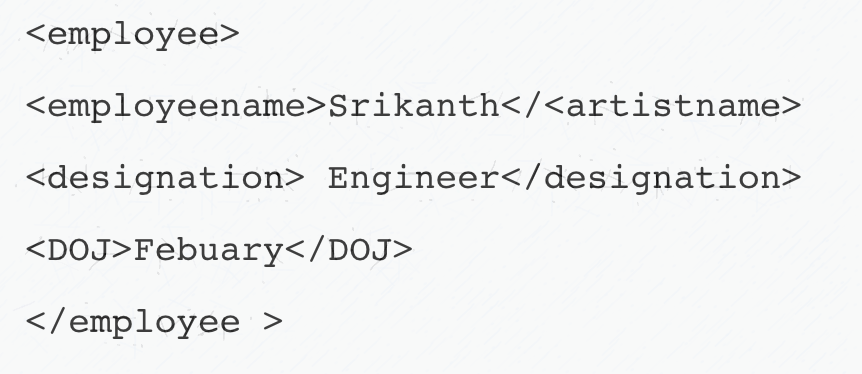 <employee>
<employeename>Srikanth</<artistname>
<designation> Engineer</designation>
<DOJ>Febuary</DOJ>
</employee >